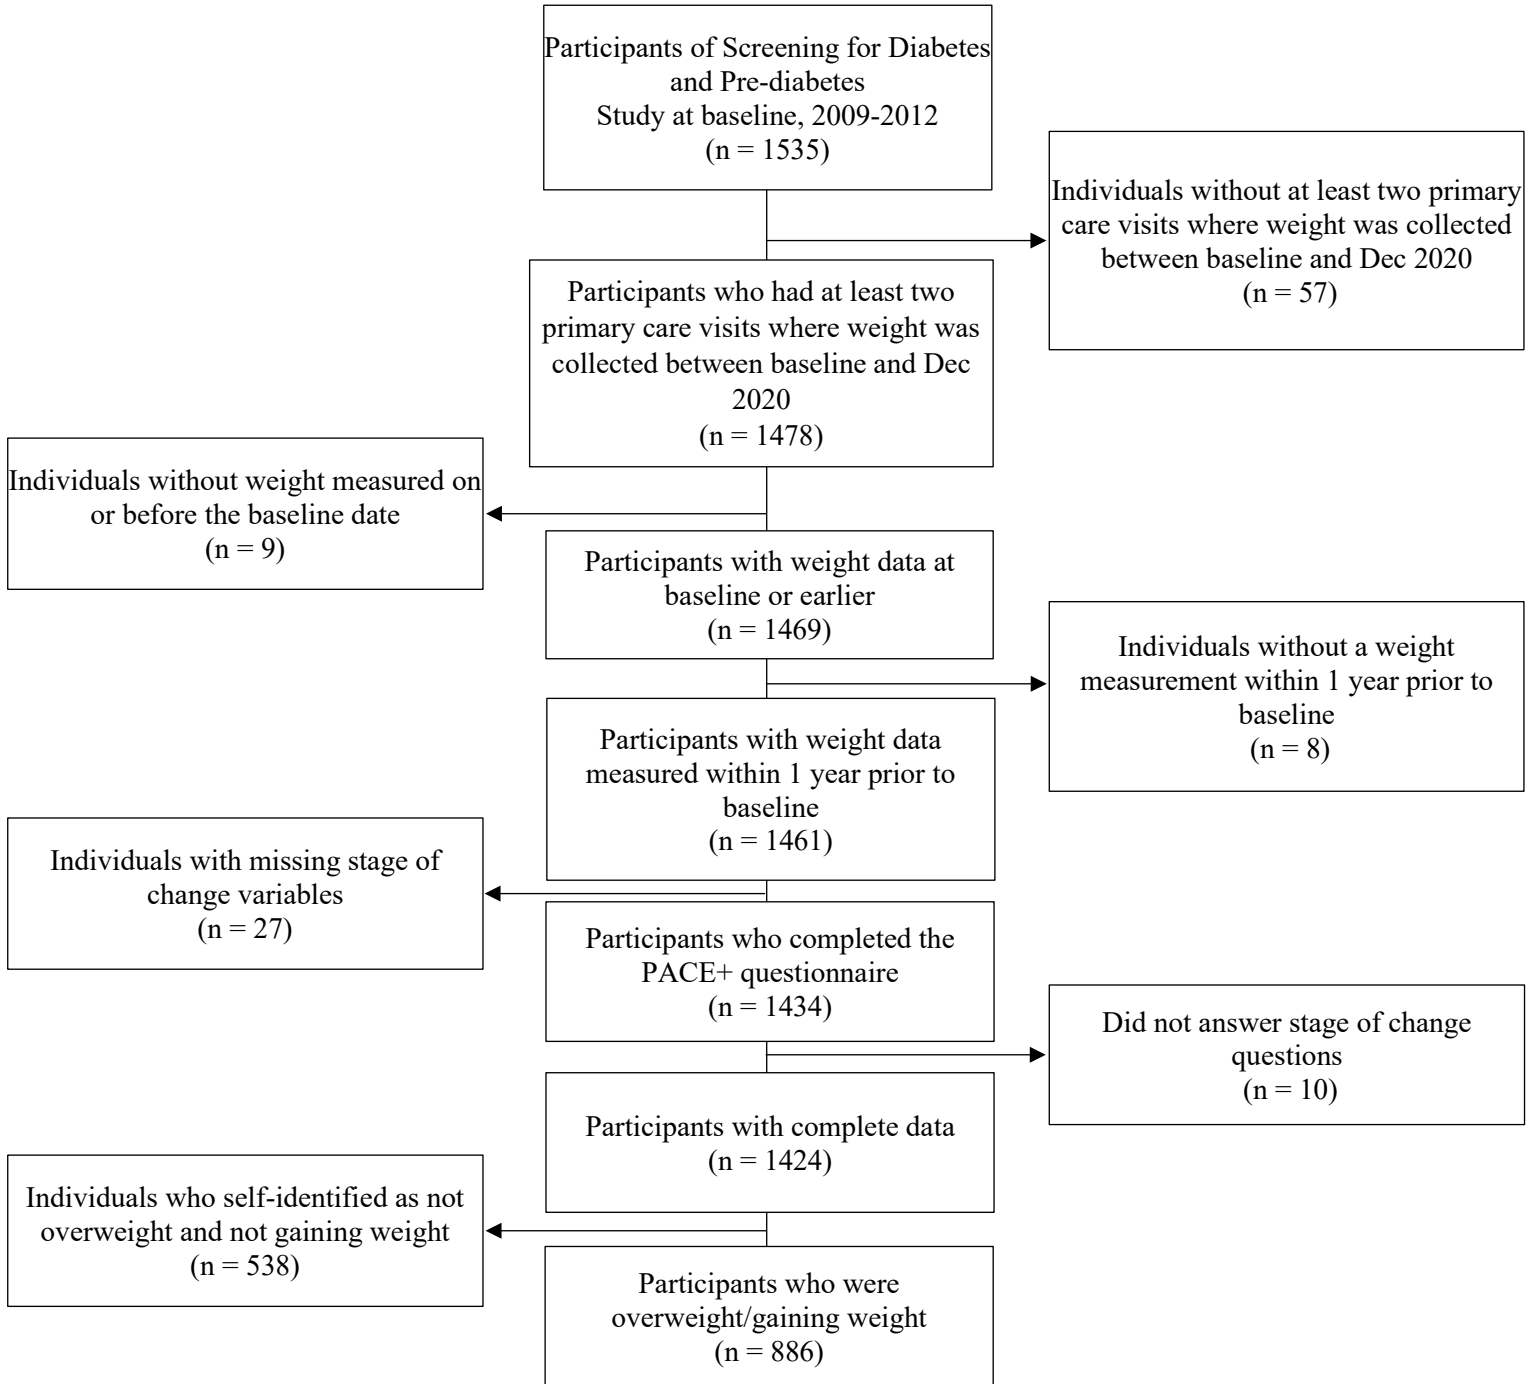 Participants of Screening for Diabetes
and Pre-diabetes
Study at baseline, 2009-2012
(n = 1535)
Individuals without at least two primary
care visits where weight was collected
between baseline and Dec 2020
(n = 57)
Participants who had at least two
primary care visits where weight was
collected between baseline and Dec
2020
(n = 1478)
Individuals without weight measured on
or before the baseline date
(n = 9)
Participants with weight data at
baseline or earlier
(n = 1469)
Individuals without a weight
measurement within 1 year prior to
baseline
(n = 8)
Participants with weight data
measured within 1 year prior to
baseline
(n = 1461)
Individuals with missing stage of
change variables
(n = 27)
Participants who completed the
PACE+ questionnaire
(n = 1434)
Did not answer stage of change
questions
(n = 10)
Participants with complete data
(n = 1424)
Individuals who self-identified as not
overweight and not gaining weight
(n = 538)
Participants who were
overweight/gaining weight
(n = 886)